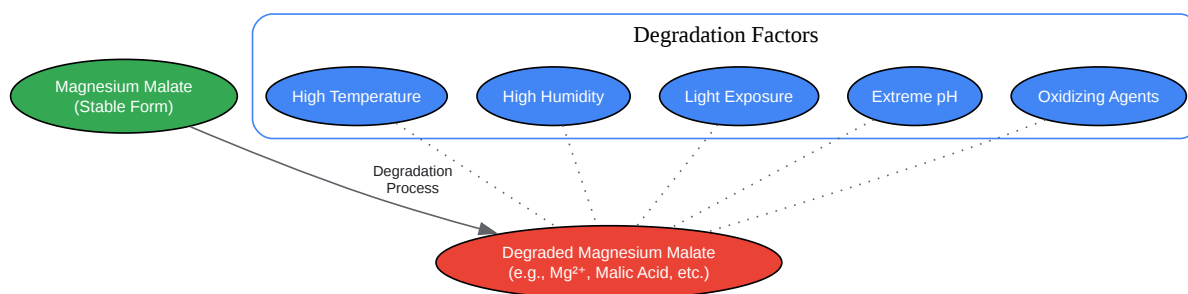 Degradation Factors
Magnesium Malate
(Stable Form)
High Temperature
High Humidity
Light Exposure
Extreme pH
Oxidizing Agents
Degradation
Process
Degraded Magnesium Malate
(e.g., Mg²⁺, Malic Acid, etc.)